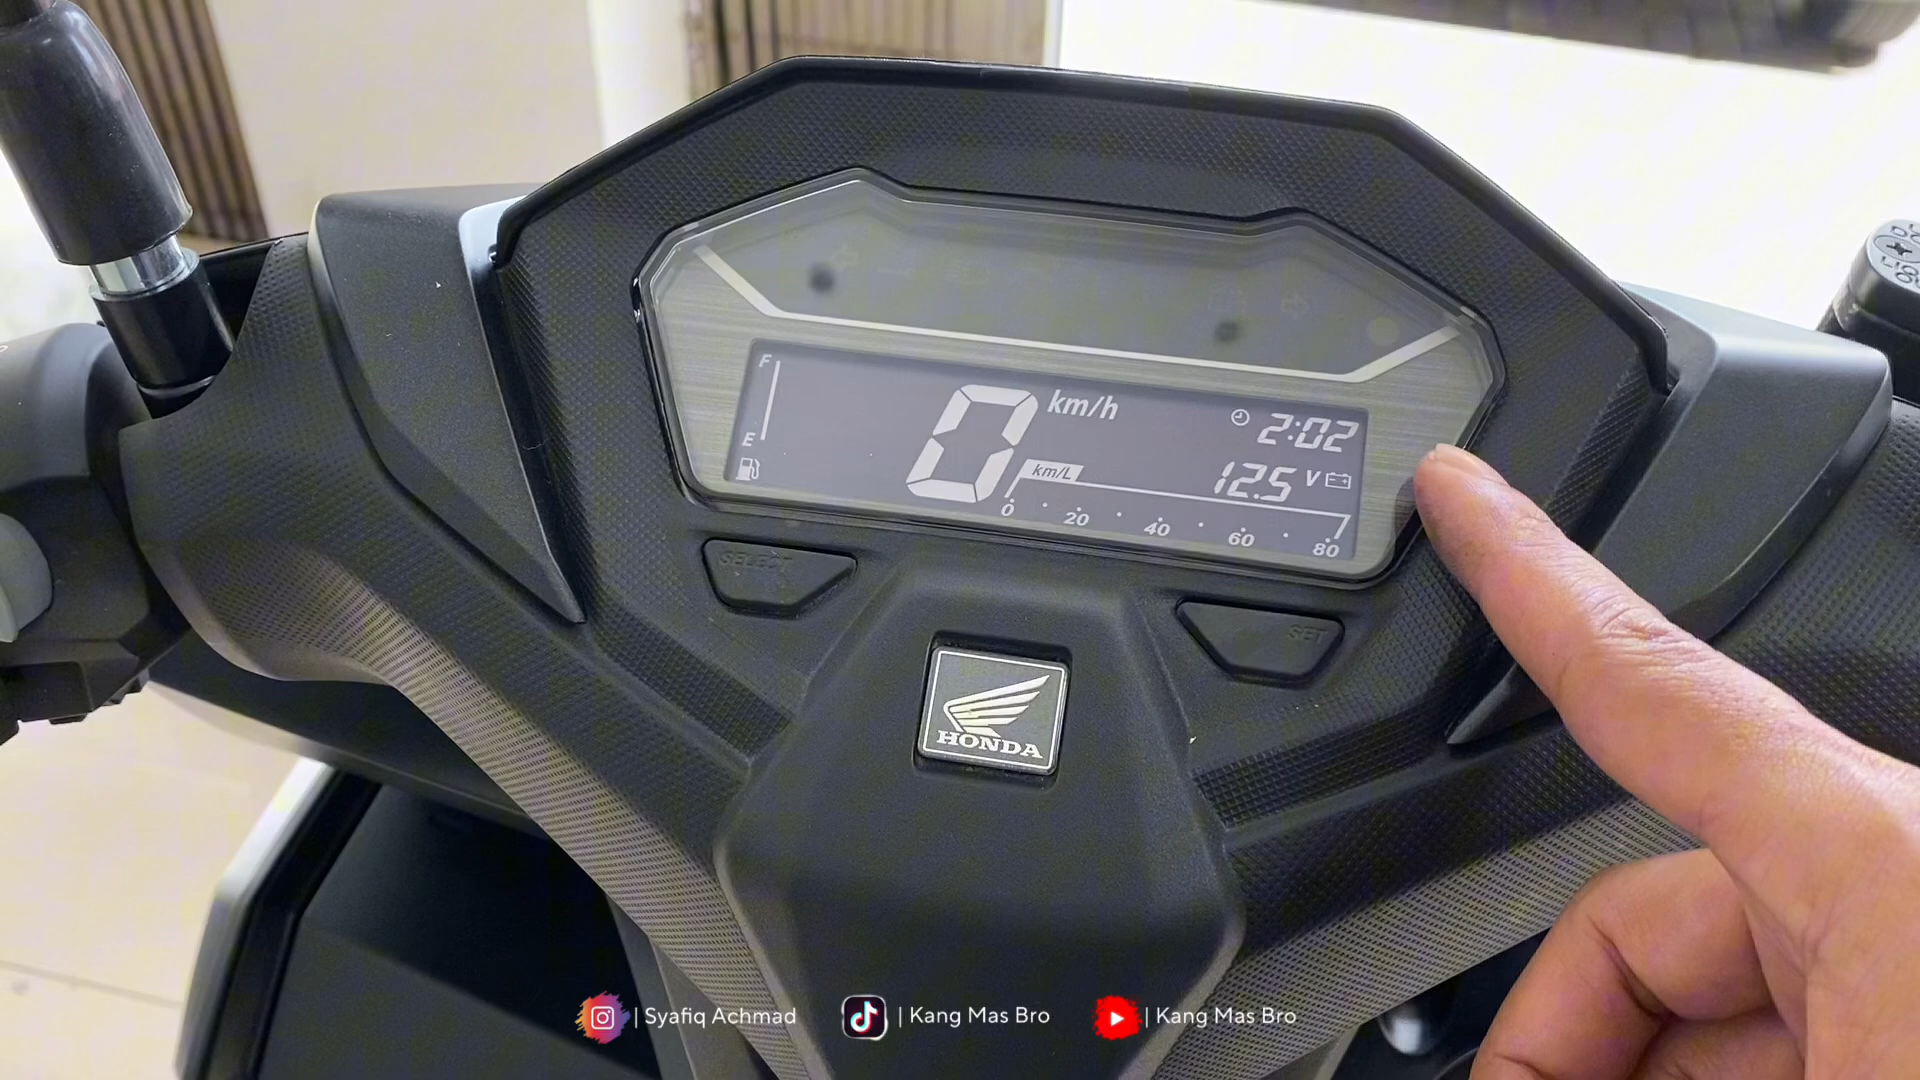 F
E
0 km/h
2:02
12.5 V
km/L
0 20 40 60 80
SELECT
SET
HONDA
| Syafiq Achmad | Kang Mas Bro | Kang Mas Bro